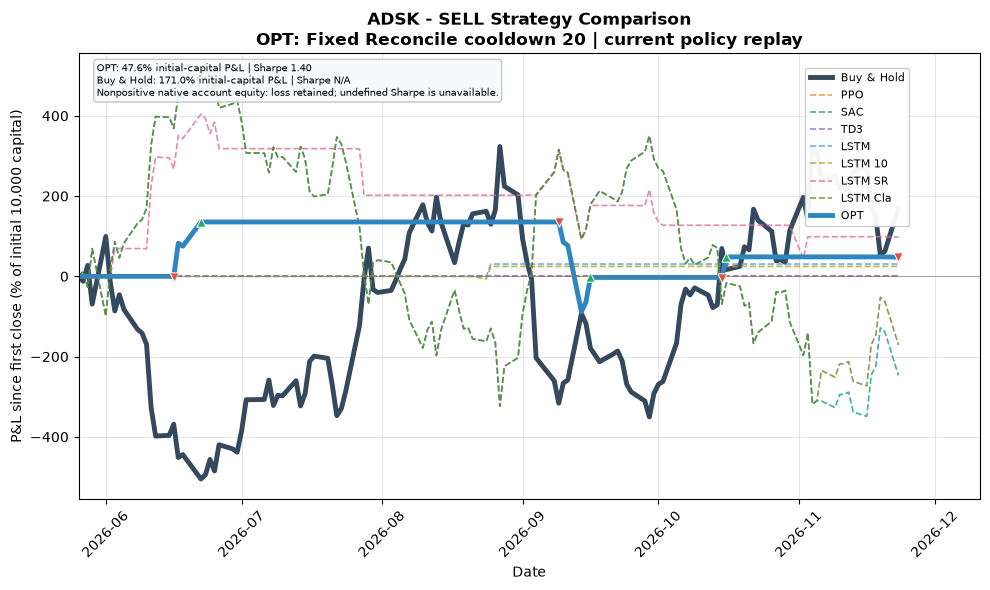 ADSK - SELL Strategy Comparison
OPT: Fixed Reconcile cooldown 20 | current policy replay
OPT: 47.6% initial-capital P&L | Sharpe 1.40
Buy & Hold: 171.0% initial-capital P&L | Sharpe N/A
Nonpositive native account equity: loss retained; undefined Sharpe is unavailable.
Buy & Hold
PPO
SAC
TD3
LSTM
LSTM 10
LSTM SR
LSTM Cla
OPT
P&L since first close (% of initial 10,000 capital)
400
200
0
−200
−400
2026-06
2026-07
2026-08
2026-09
2026-10
2026-11
2026-12
Date